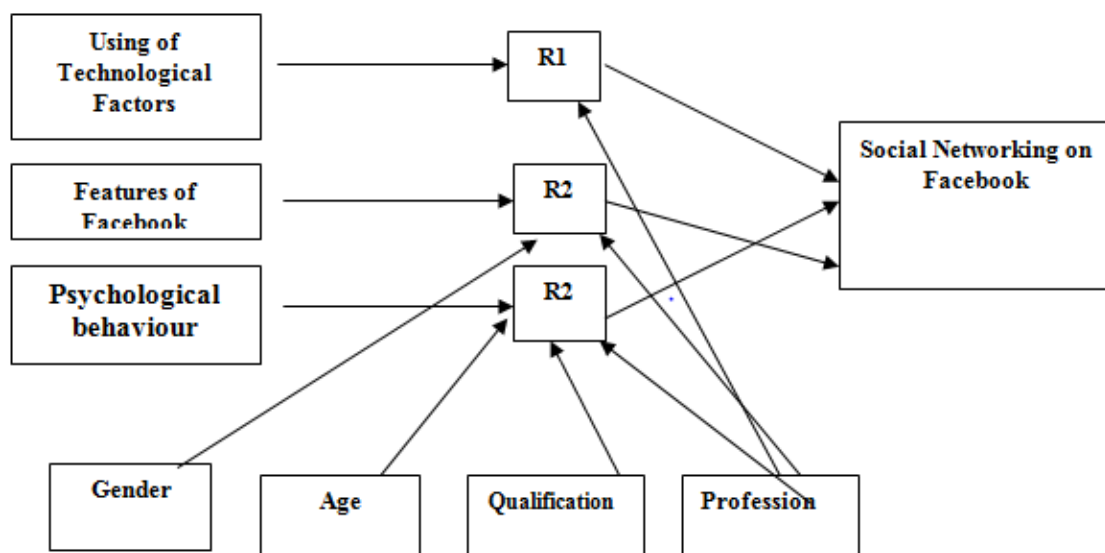 Using of
Technological
Factors
R1
Social Networking on
Facebook
Features of
Facebook
R2
Psychological
behaviour
R2
Gender
Age
Qualification
Profession